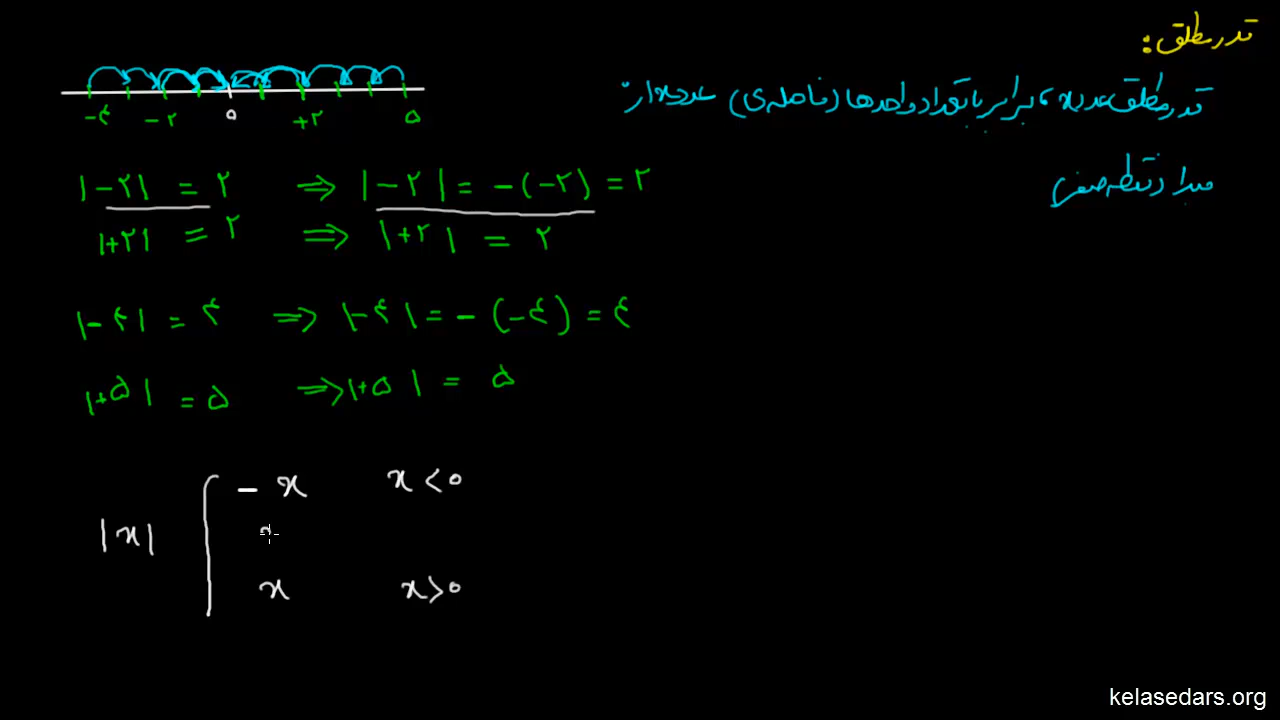 قدر مطلق :
قدر مطلق عدد x ، برابر با تعداد واحدها (فاصله‌ی) عدد x از
مبدا (نقطه صفر)
-۴ -۲ ۰ +۲ ۵
|-۲| = ۲ ⇒ |-۲| = -(-۲) = ۲
|+۲| = ۲ ⇒ |+۲| = ۲
|-۴| = ۴ ⇒ |-۴| = -(-۴) = ۴
|+۵| = ۵ ⇒ |+۵| = ۵
- x x < ۰
|x|
x x > ۰
kelasedars.org